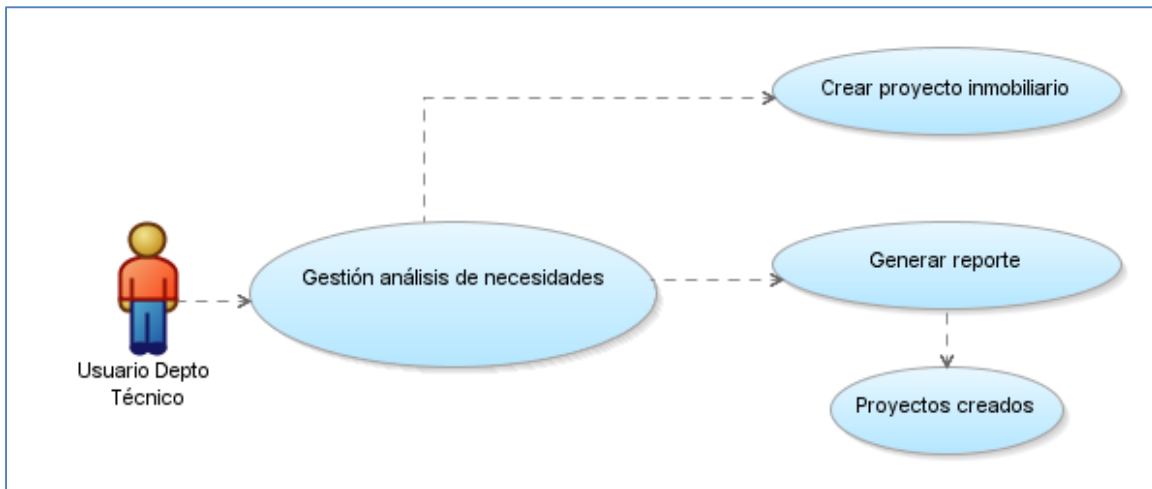 Crear proyecto inmobiliario
Gestión análisis de necesidades
Generar reporte
Usuario Depto
Técnico
Proyectos creados